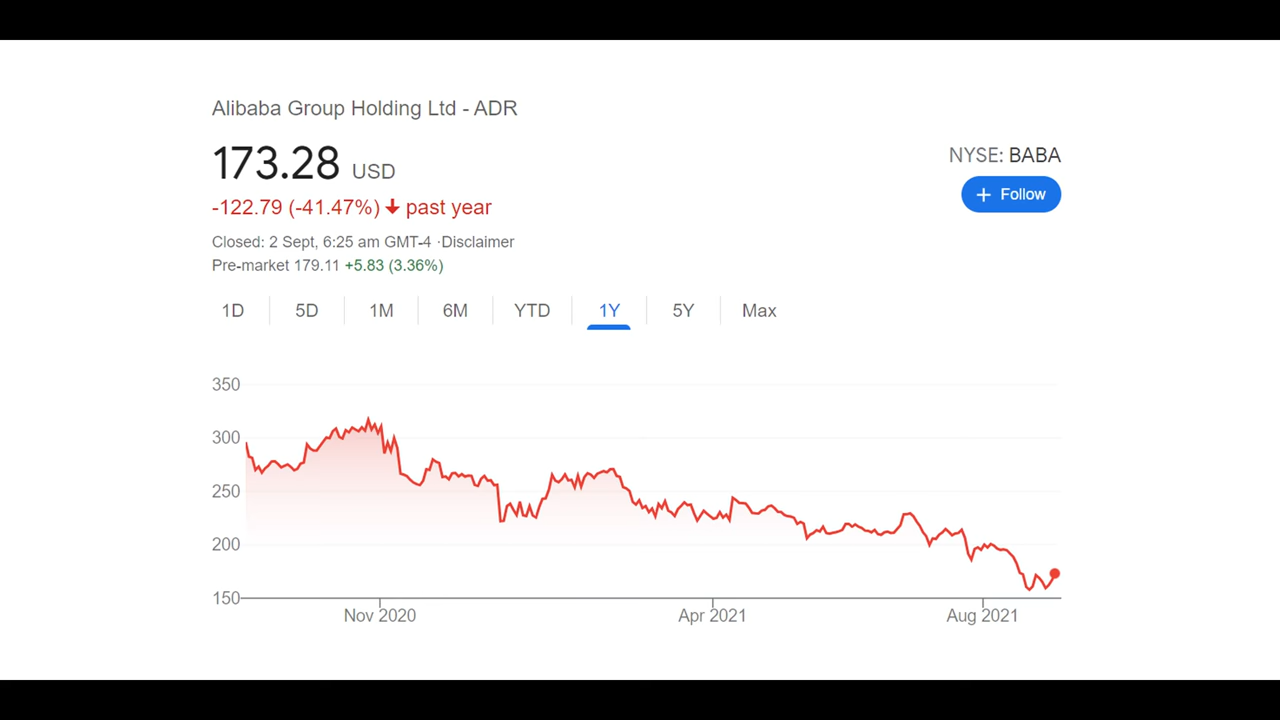 Alibaba Group Holding Ltd - ADR
173.28 USD
NYSE: BABA
+ Follow
-122.79 (-41.47%) ↓ past year
Closed: 2 Sept, 6:25 am GMT-4 ·Disclaimer
Pre-market 179.11 +5.83 (3.36%)
1D 5D 1M 6M YTD 1Y 5Y Max
350
300
250
200
150
Nov 2020 Apr 2021 Aug 2021